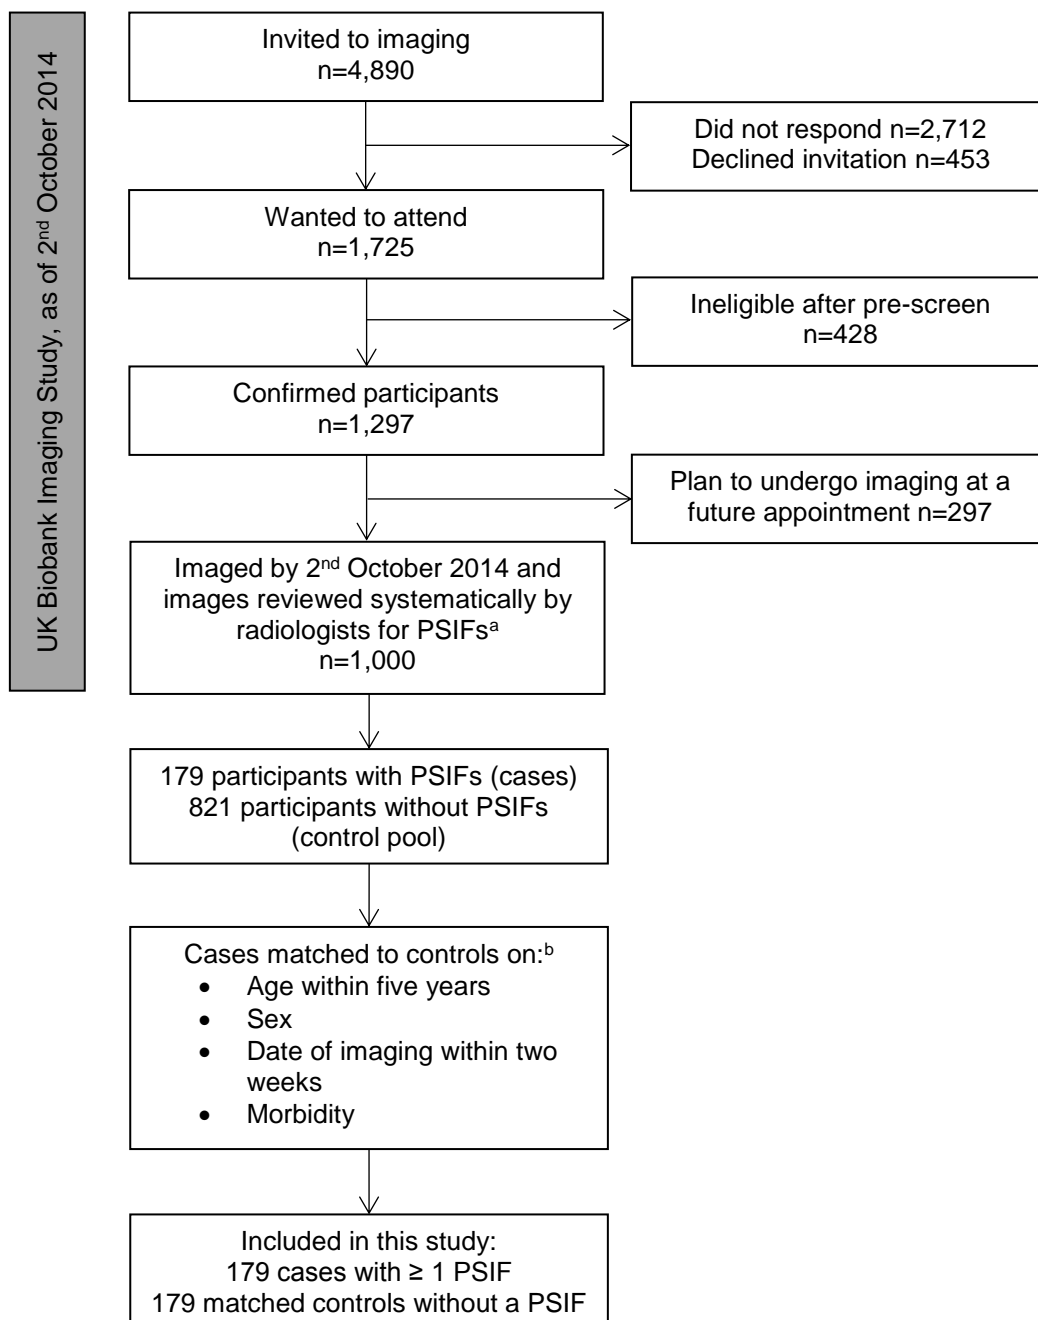 UK Biobank Imaging Study, as of 2nd October 2014
Invited to imaging
n=4,890
Did not respond n=2,712
Declined invitation n=453
Wanted to attend
n=1,725
Ineligible after pre-screen
n=428
Confirmed participants
n=1,297
Plan to undergo imaging at a
future appointment n=297
Imaged by 2nd October 2014 and
images reviewed systematically by
radiologists for PSIFsa
n=1,000
179 participants with PSIFs (cases)
821 participants without PSIFs
(control pool)
Cases matched to controls on:b
• Age within five years
• Sex
• Date of imaging within two
weeks
• Morbidity
Included in this study:
179 cases with ≥ 1 PSIF
179 matched controls without a PSIF